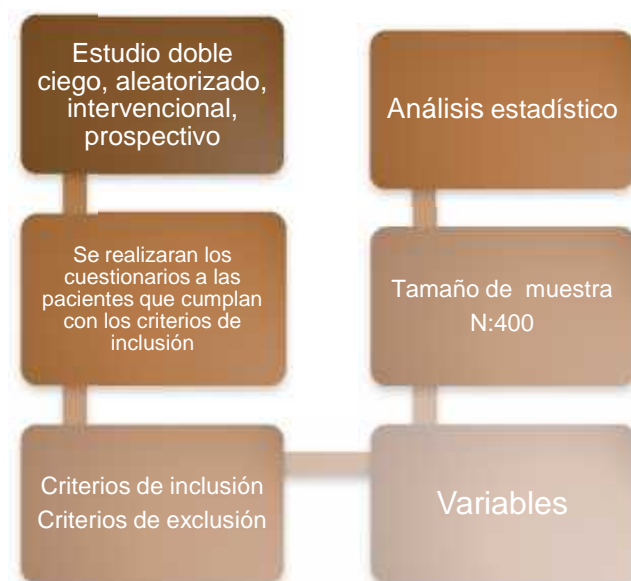 Estudio doble
ciego, aleatorizado,
intervencional,
prospectivo
Se realizaran los
cuestionarios a las
pacientes que cumplan
con los criterios de
inclusión
Criterios de inclusión
Criterios de exclusión
Variables
Tamaño de muestra
N:400
Análisis estadístico